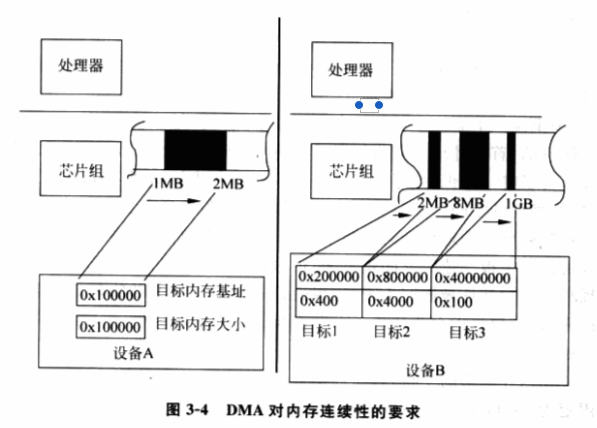 处理器
芯片组
1MB
2MB
0x100000
目标内存基址
0x100000
目标内存大小
设备A
处理器
芯片组
2MB
8MB
1GB
0x200000
0x800000
0x40000000
0x400
0x4000
0x100
目标1
目标2
目标3
设备B
图 3-4 DMA 对内存连续性的要求